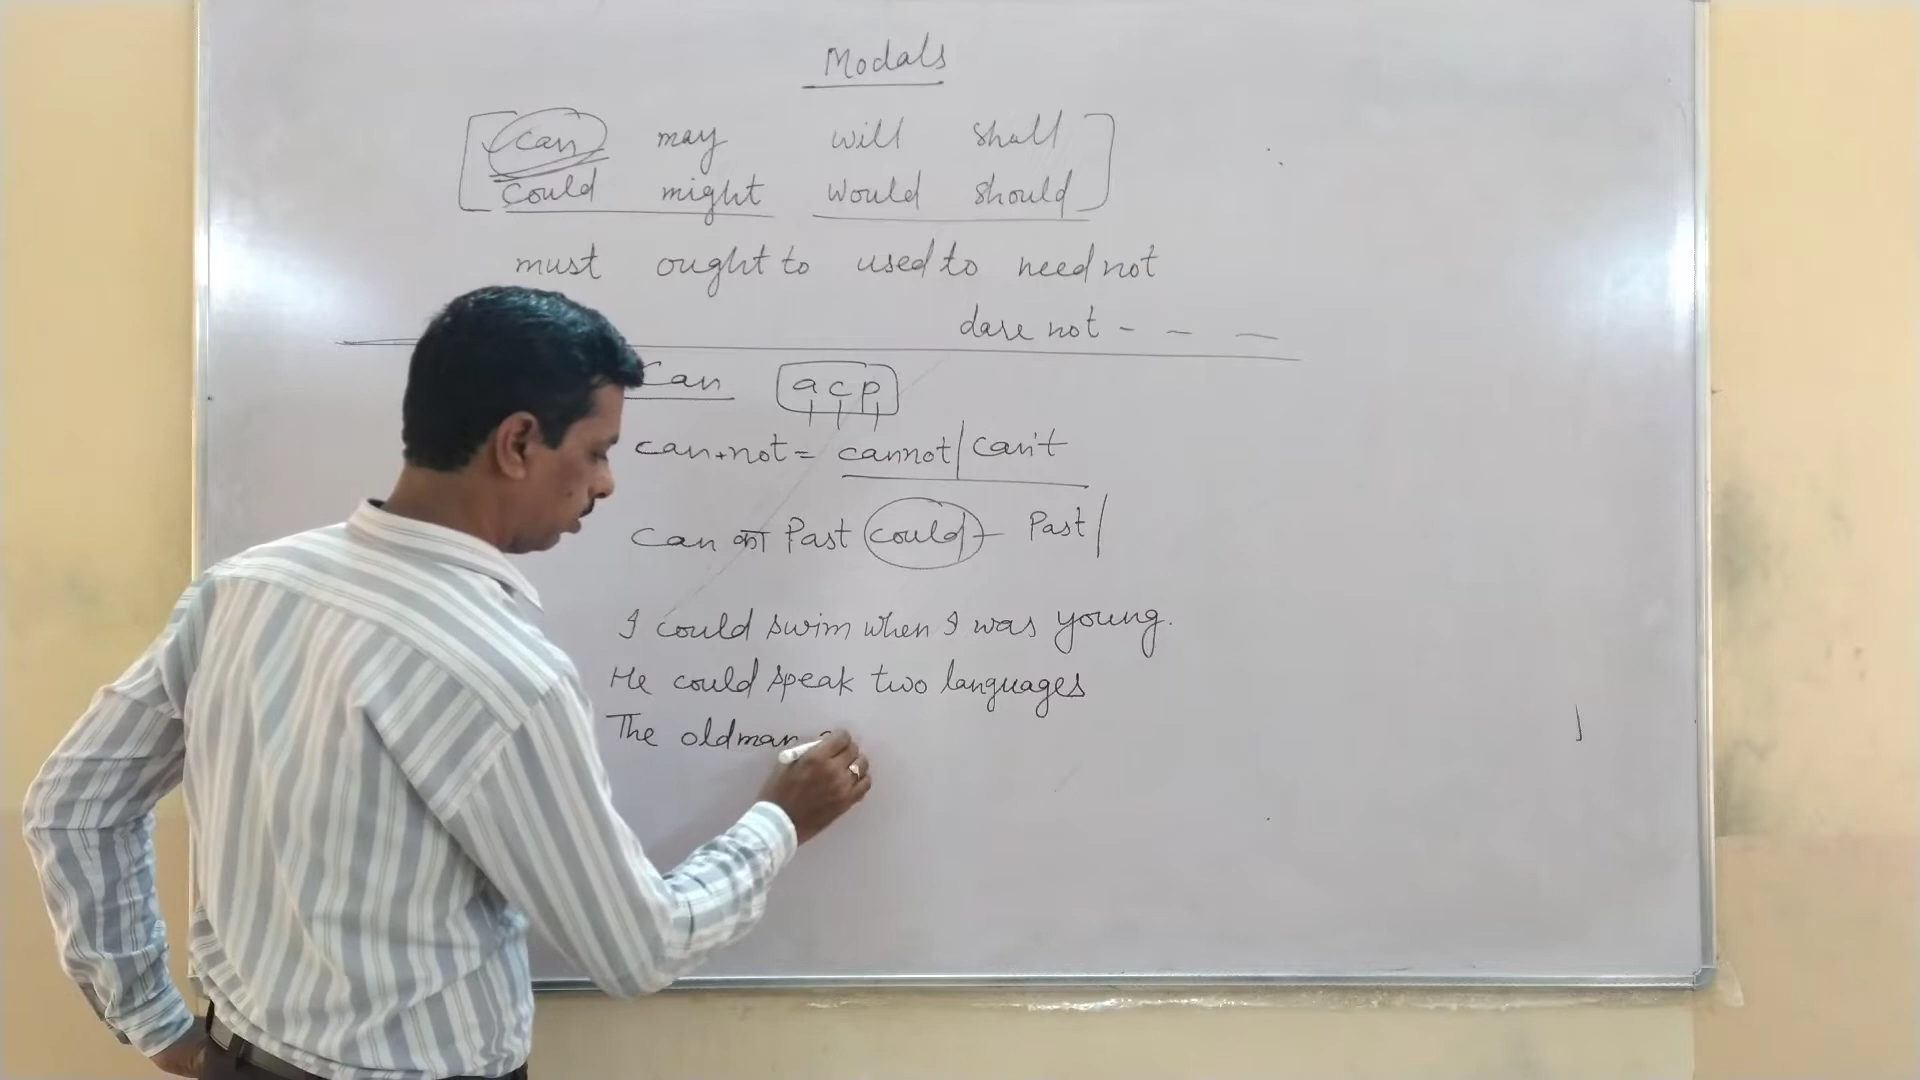 Modals
can may will shall
could might would should
must ought to used to need not
dare not - - -
Can acp
can+not = cannot/can't
can का Past could - Past/
I could swim when I was young.
He could speak two languages
The oldman